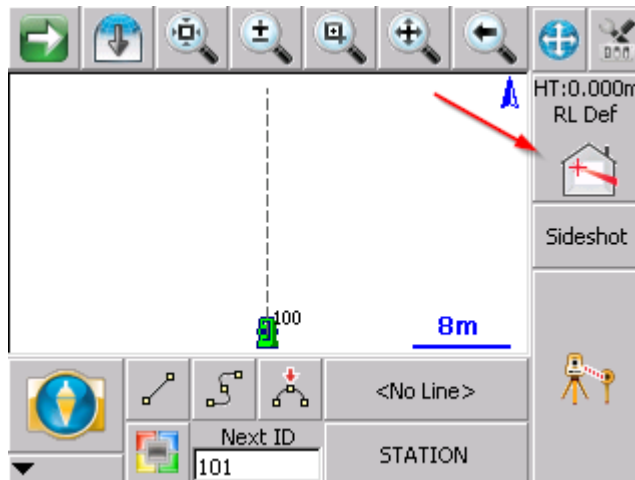 HT:0.000m
RL Def
100
8m
Sideshot
<No Line>
Next ID
101
STATION